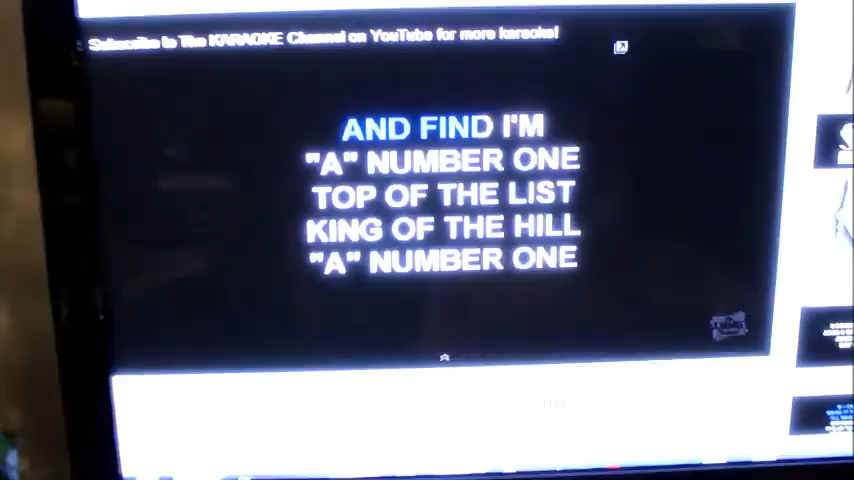 Subscribe to The KARAOKE Channel on YouTube for more karaoke!
AND FIND I'M
"A" NUMBER ONE
TOP OF THE LIST
KING OF THE HILL
"A" NUMBER ONE